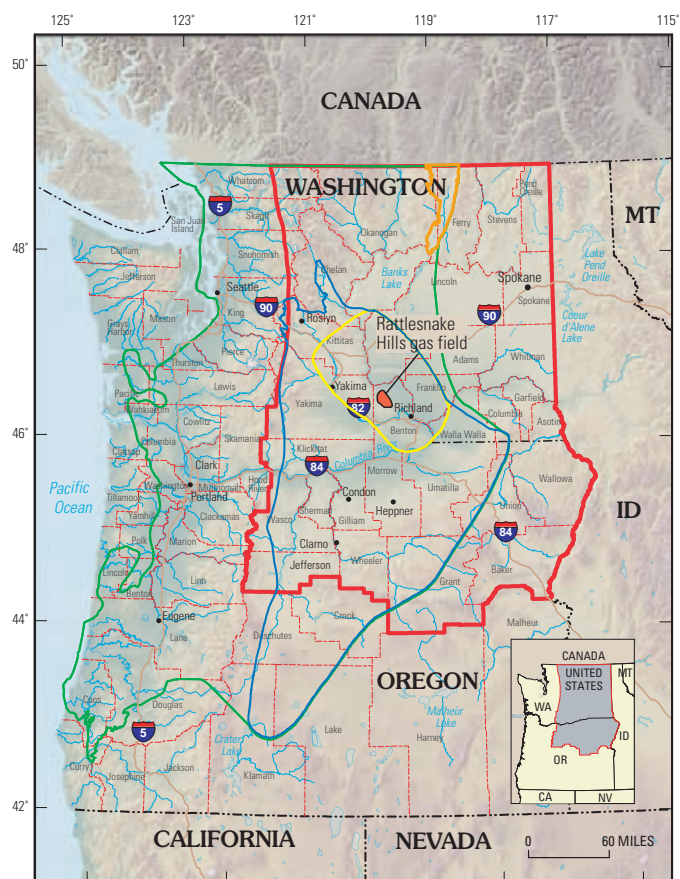 125° 123° 121° 119° 117° 115°
50°
CANADA
WASHINGTON
MT
48°
46°
44°
42°
Whatcom
5
San Juan
Island
Skagit
Okanogan
Ferry
Stevens
Pend
Oreille
Clallam
Jefferson
Snohomish
Chelan
Banks
Lake
Lincoln
Spokane
Spokane
Lake
Pend
Oreille
Seattle
90
King
Mason
Grays
Harbor
Roslyn
Kittitas
Rattlesnake
Hills gas field
90
Coeur
d'Alene
Lake
Pierce
Thurston
Adams
Whitman
Pacific
Lewis
Yakima
Yakima
82
Franklin
Richland
Benton
Garfield
Columbia
Asotin
Walla Walla
Wahkiakum
Cowlitz
Skamania
Columbia
Clatsop
Klickitat
84
Columbia River
Clark
Washington
Portland
Multnomah
Hood
River
Morrow
Umatilla
Wallowa
Union
Pacific
Ocean
Tillamook
Yamhill
Clackamas
Wasco
Sherman
Gilliam
Condon
Heppner
ID
84
Polk
Marion
Clarno
Wheeler
Jefferson
Baker
Lincoln
Benton
Linn
Grant
Crook
Malheur
Eugene
Lane
Deschutes
OREGON
Coos
Douglas
5
Crater
Lake
Lake
Malheur
Lake
Harney
Curry
Josephine
Jackson
Klamath
CALIFORNIA
NEVADA
CANADA
UNITED
STATES
MT
WA
ID
OR
CA
NV
0 60 MILES